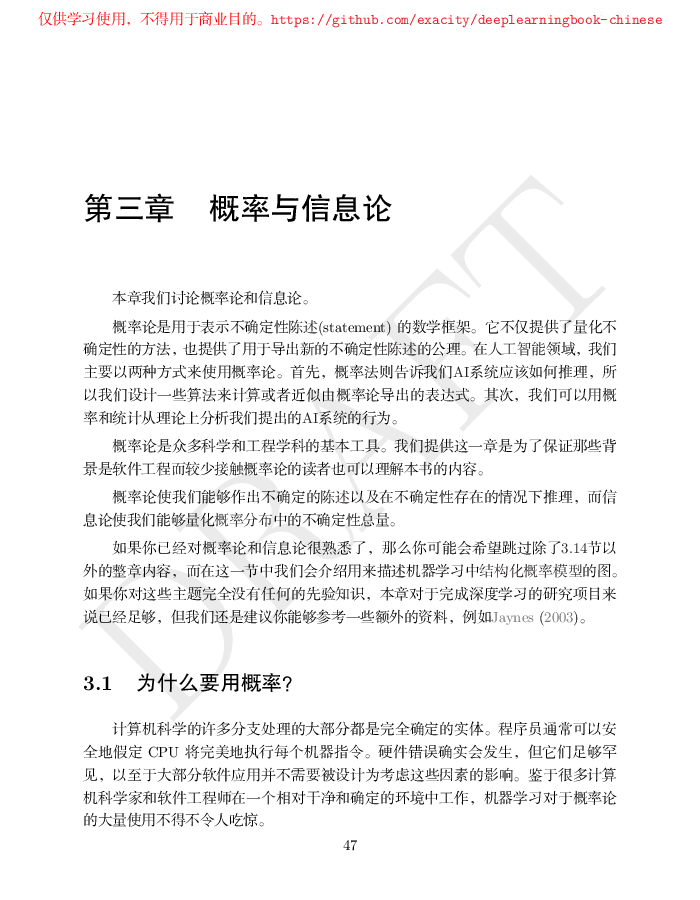 仅供学习使用，不得用于商业目的。https://github.com/exacity/deeplearningbook-chinese
第三章 概率与信息论
本章我们讨论概率论和信息论。
概率论是用于表示不确定性陈述(statement) 的数学框架。它不仅提供了量化不
确定性的方法，也提供了用于导出新的不确定性陈述的公理。在人工智能领域，我们
主要以两种方式来使用概率论。首先，概率法则告诉我们AI系统应该如何推理，所
以我们设计一些算法来计算或者近似由概率论导出的表达式。其次，我们可以用概
率和统计从理论上分析我们提出的AI系统的行为。
概率论是众多科学和工程学科的基本工具。我们提供这一章是为了保证那些背
景是软件工程而较少接触概率论的读者也可以理解本书的内容。
概率论使我们能够作出不确定的陈述以及在不确定性存在的情况下推理，而信
息论使我们能够量化概率分布中的不确定性总量。
如果你已经对概率论和信息论很熟悉了，那么你可能会希望跳过除了3.14节以
外的整章内容，而在这一节中我们会介绍用来描述机器学习中结构化概率模型的图。
如果你对这些主题完全没有任何的先验知识，本章对于完成深度学习的研究项目来
说已经足够，但我们还是建议你能够参考一些额外的资料，例如Jaynes (2003)。
3.1 为什么要用概率？
计算机科学的许多分支处理的大部分都是完全确定的实体。程序员通常可以安
全地假定 CPU 将完美地执行每个机器指令。硬件错误确实会发生，但它们足够罕
见，以至于大部分软件应用并不需要被设计为考虑这些因素的影响。鉴于很多计算
机科学家和软件工程师在一个相对干净和确定的环境中工作，机器学习对于概率论
的大量使用不得不令人吃惊。
47
DRAFT